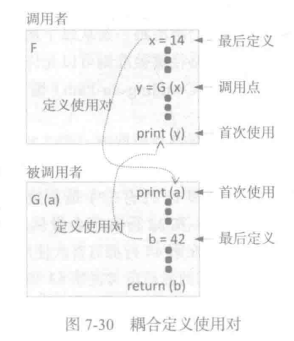 调用者
F
x = 14 最后定义
y = G (x) 调用点
定义使用对
print (y) 首次使用
被调用者
G (a)
print (a) 首次使用
定义使用对
b = 42 最后定义
return (b)
图 7-30 耦合定义使用对